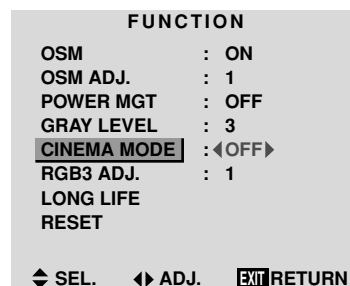 FUNCTION
OSM : ON
OSM ADJ. : 1
POWER MGT : OFF
GRAY LEVEL : 3
CINEMA MODE : OFF
RGB3 ADJ. : 1
LONG LIFE
RESET
SEL. ADJ. EXIT RETURN